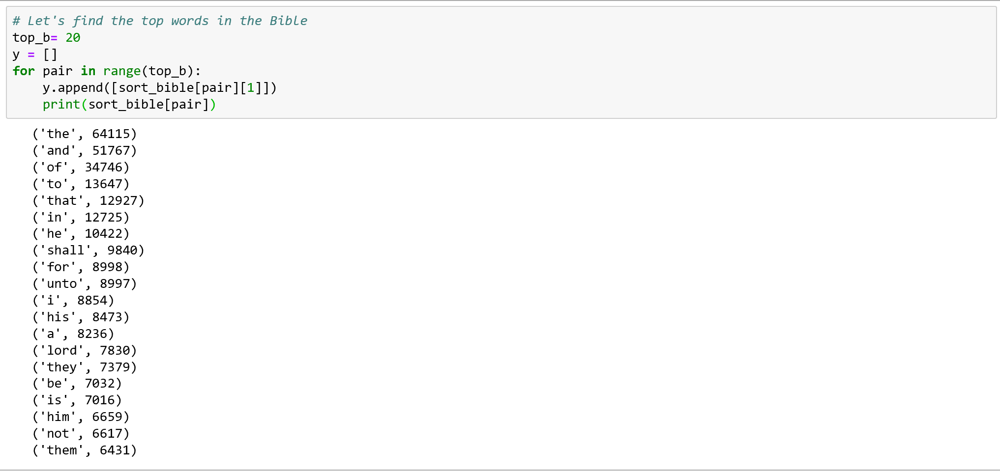 # Let's find the top words in the Bible
top_b= 20
y = []
for pair in range(top_b):
    y.append([sort_bible[pair][1]])
    print(sort_bible[pair])
('the', 64115)
('and', 51767)
('of', 34746)
('to', 13647)
('that', 12927)
('in', 12725)
('he', 10422)
('shall', 9840)
('for', 8998)
('unto', 8997)
('i', 8854)
('his', 8473)
('a', 8236)
('lord', 7830)
('they', 7379)
('be', 7032)
('is', 7016)
('him', 6659)
('not', 6617)
('them', 6431)